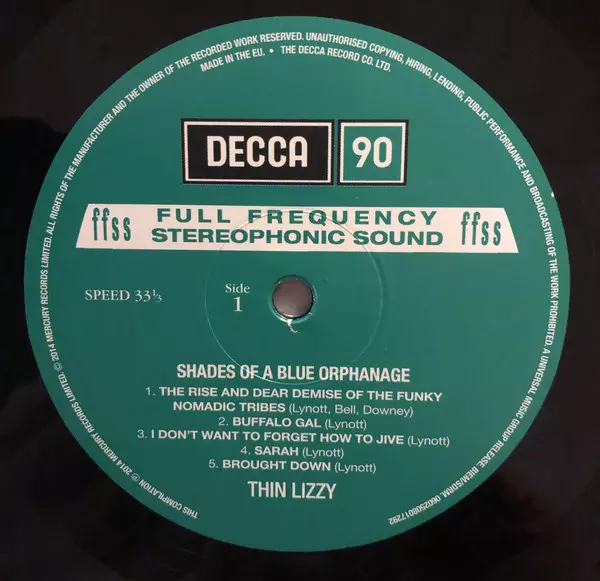 THIS COMPILATION ℗ 2014 MERCURY RECORDS LIMITED. © 2014 MERCURY RECORDS LIMITED. ALL RIGHTS OF THE MANUFACTURER AND THE OWNER OF THE RECORDED WORK RESERVED. UNAUTHORISED COPYING, HIRING, LENDING, PUBLIC PERFORMANCE AND BROADCASTING OF THE WORK PROHIBITED. A UNIVERSAL MUSIC GROUP RELEASE. BIEM/SDRM. 0602508017292
MADE IN THE EU. • THE DECCA RECORD CO. LTD.
DECCA 90
ffss FULL FREQUENCY ffss
STEREOPHONIC SOUND
SPEED 33⅓
Side
1
SHADES OF A BLUE ORPHANAGE
1. THE RISE AND DEAR DEMISE OF THE FUNKY
NOMADIC TRIBES (Lynott, Bell, Downey)
2. BUFFALO GAL (Lynott)
3. I DON'T WANT TO FORGET HOW TO JIVE (Lynott)
4. SARAH (Lynott)
5. BROUGHT DOWN (Lynott)
THIN LIZZY